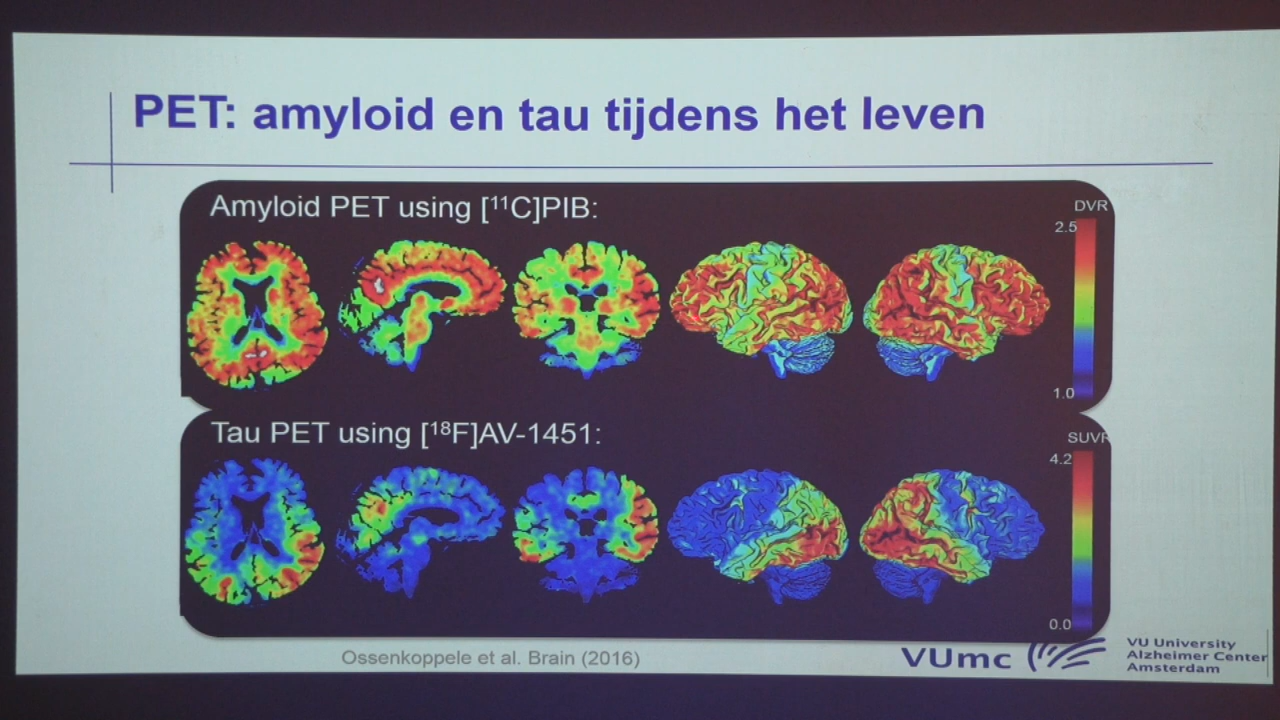 PET: amyloid en tau tijdens het leven
Amyloid PET using [¹¹C]PIB:
DVR
2.5
1.0
Tau PET using [¹⁸F]AV-1451:
SUVR
4.2
0.0
Ossenkoppele et al. Brain (2016)
VUmc
VU University
Alzheimer Center
Amsterdam